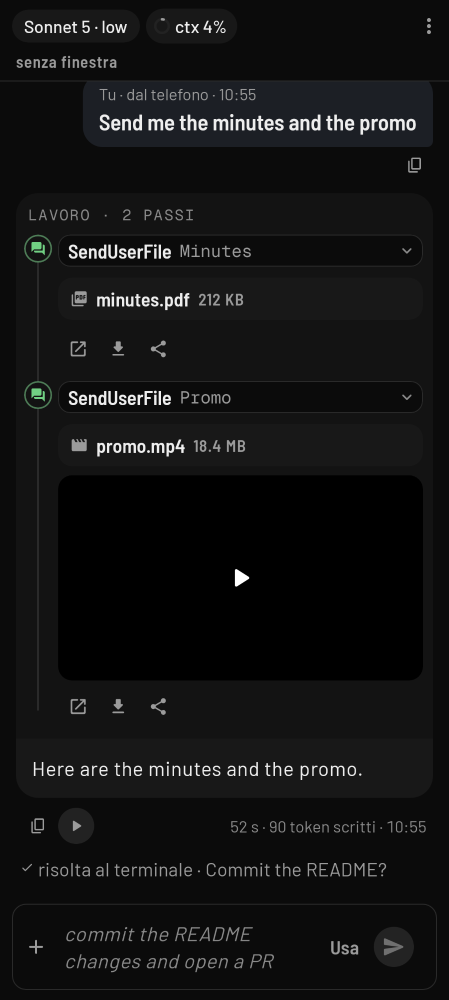 Sonnet 5 · low
ctx 4%
senza finestra
Tu · dal telefono · 10:55
Send me the minutes and the promo
LAVORO · 2 PASSI
SendUserFile Minutes
PDF
minutes.pdf 212 KB
SendUserFile Promo
promo.mp4 18.4 MB
Here are the minutes and the promo.
52 s · 90 token scritti · 10:55
risolta al terminale · Commit the README?
commit the README
changes and open a PR
Usa